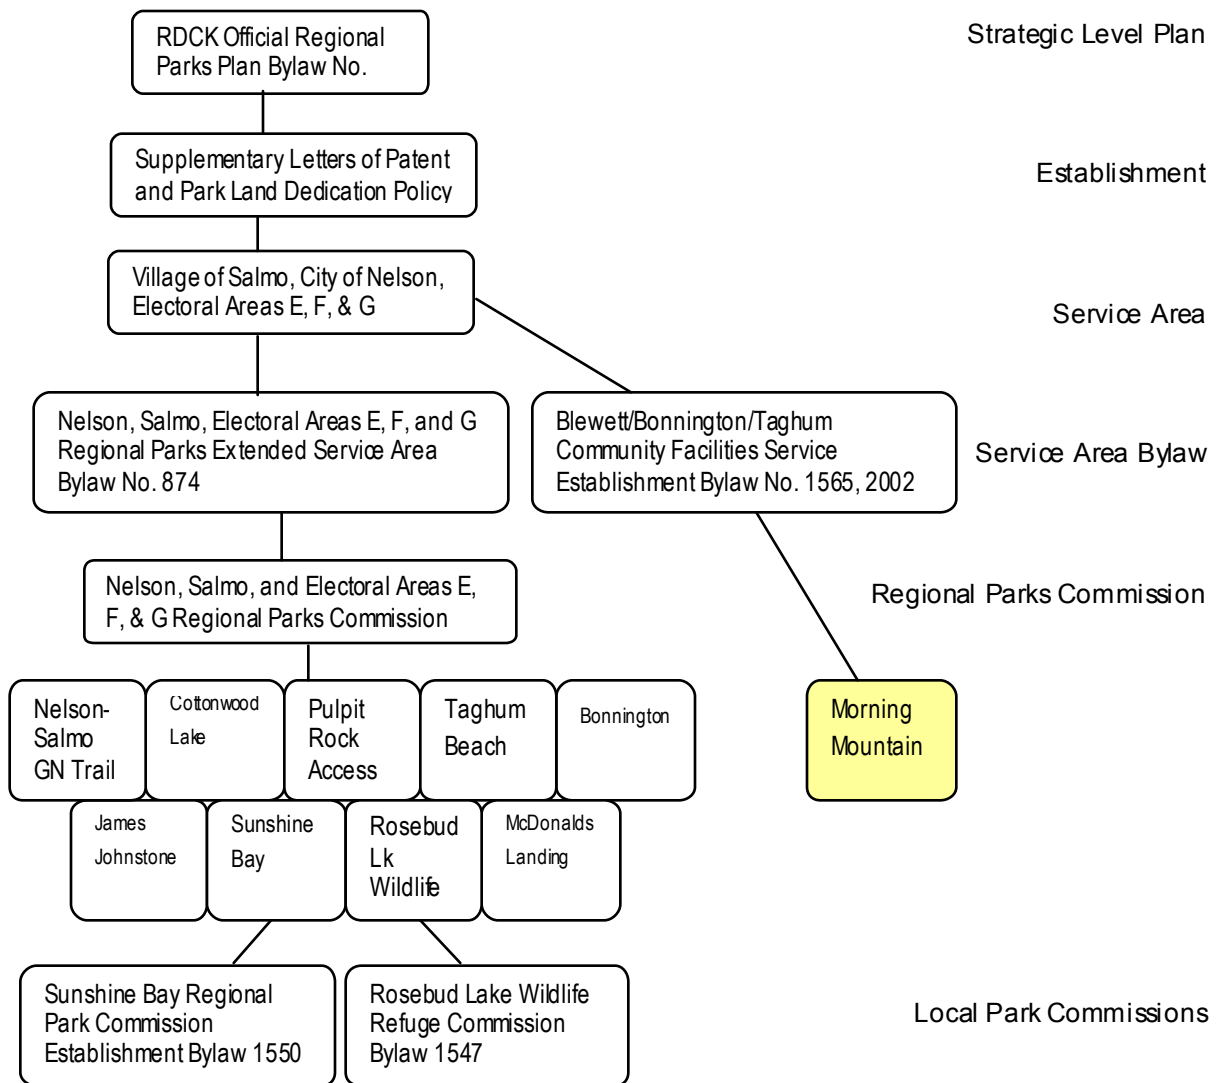 RDCK Official Regional
Parks Plan Bylaw No.
Strategic Level Plan
Supplementary Letters of Patent
and Park Land Dedication Policy
Establishment
Village of Salmo, City of Nelson,
Electoral Areas E, F, & G
Service Area
Nelson, Salmo, Electoral Areas E, F, and G
Regional Parks Extended Service Area
Bylaw No. 874
Blewett/Bonnington/Taghum
Community Facilities Service
Establishment Bylaw No. 1565, 2002
Service Area Bylaw
Nelson, Salmo, and Electoral Areas E,
F, & G Regional Parks Commission
Regional Parks Commission
Nelson-
Salmo
GN Trail
Cottonwood
Lake
Pulpit
Rock
Access
Taghum
Beach
Bonnington
Morning
Mountain
James
Johnstone
Sunshine
Bay
Rosebud
Lk
Wildlife
McDonalds
Landing
Sunshine Bay Regional
Park Commission
Establishment Bylaw 1550
Rosebud Lake Wildlife
Refuge Commission
Bylaw 1547
Local Park Commissions